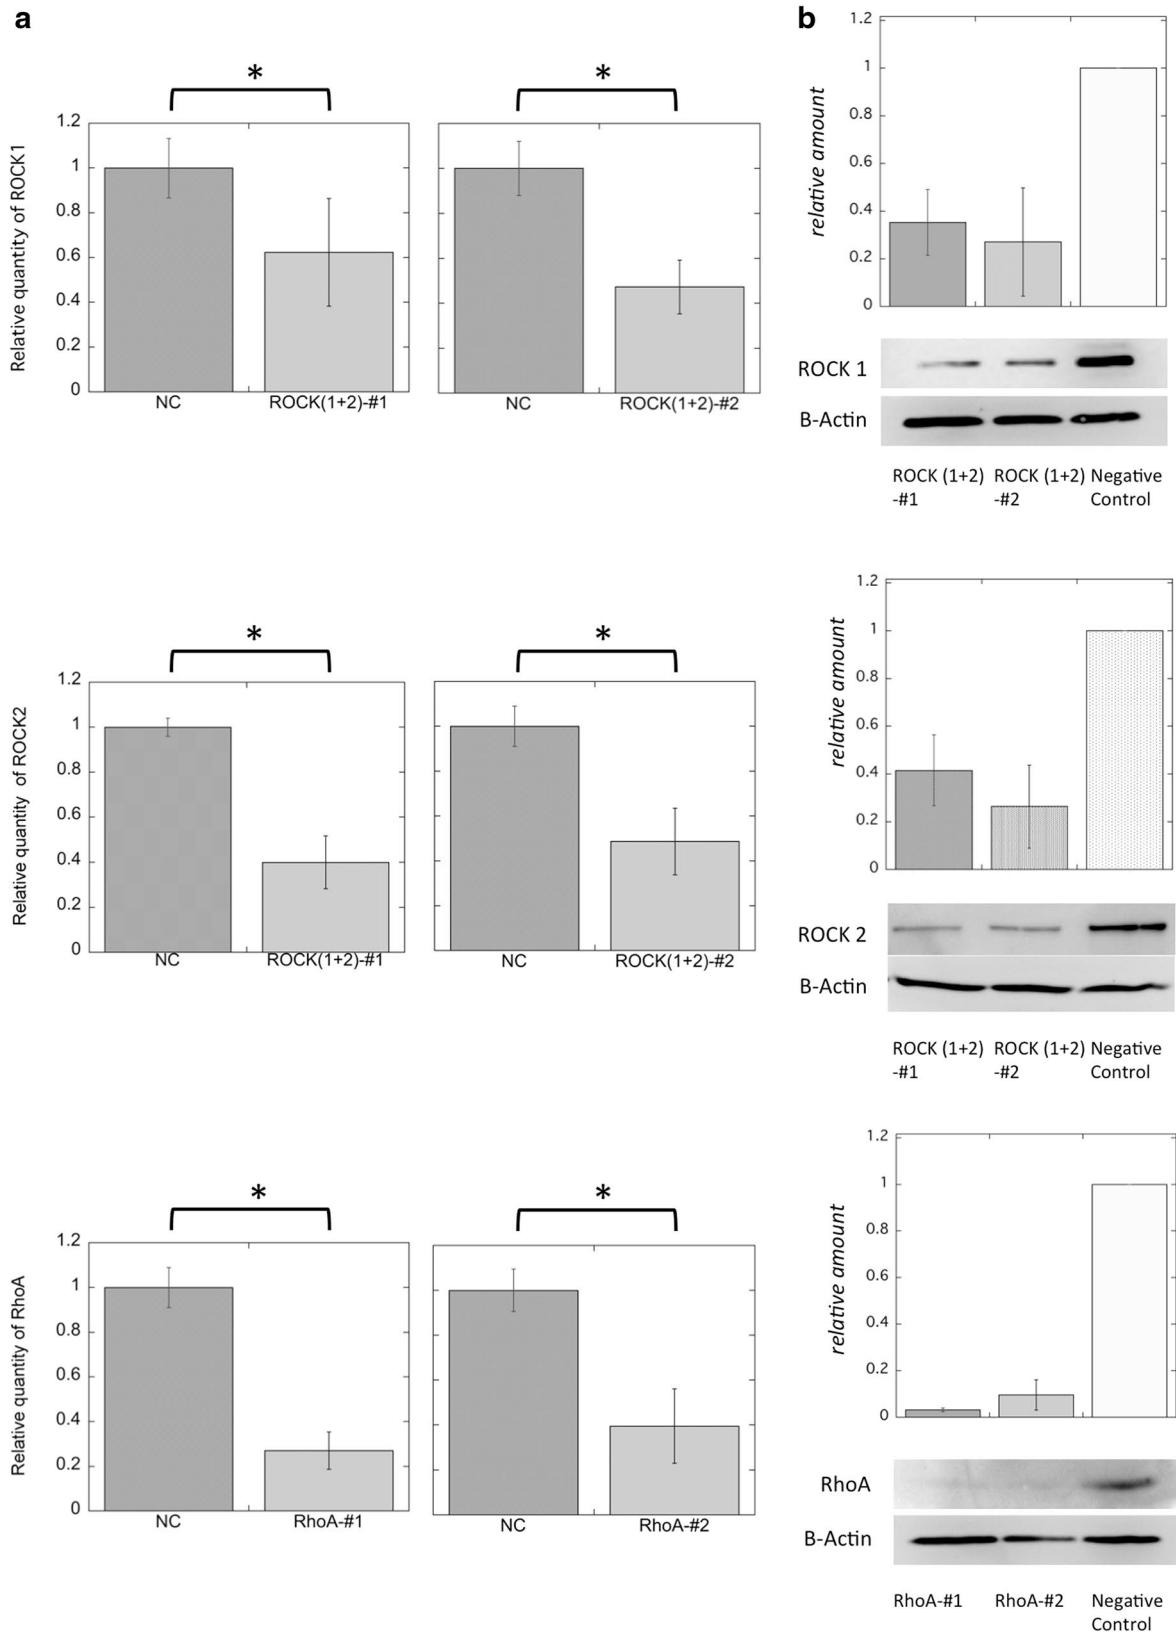 a
*
*
Relative quantity of ROCK1
1.2
1
0.8
0.6
0.4
0.2
0
NC
ROCK(1+2)-#1
NC
ROCK(1+2)-#2
*
*
Relative quantity of ROCK2
1.2
1
0.8
0.6
0.4
0.2
0
NC
ROCK(1+2)-#1
NC
ROCK(1+2)-#2
*
*
Relative quantity of RhoA
1.2
1
0.8
0.6
0.4
0.2
0
NC
RhoA-#1
NC
RhoA-#2
b
relative amount
1.2
1
0.8
0.6
0.4
0.2
0
ROCK 1
B-Actin
ROCK (1+2) ROCK (1+2) Negative
-#1 -#2 Control
relative amount
1.2
1
0.8
0.6
0.4
0.2
0
ROCK 2
B-Actin
ROCK (1+2) ROCK (1+2) Negative
-#1 -#2 Control
relative amount
1.2
1
0.8
0.6
0.4
0.2
0
RhoA
B-Actin
RhoA-#1 RhoA-#2 Negative
Control